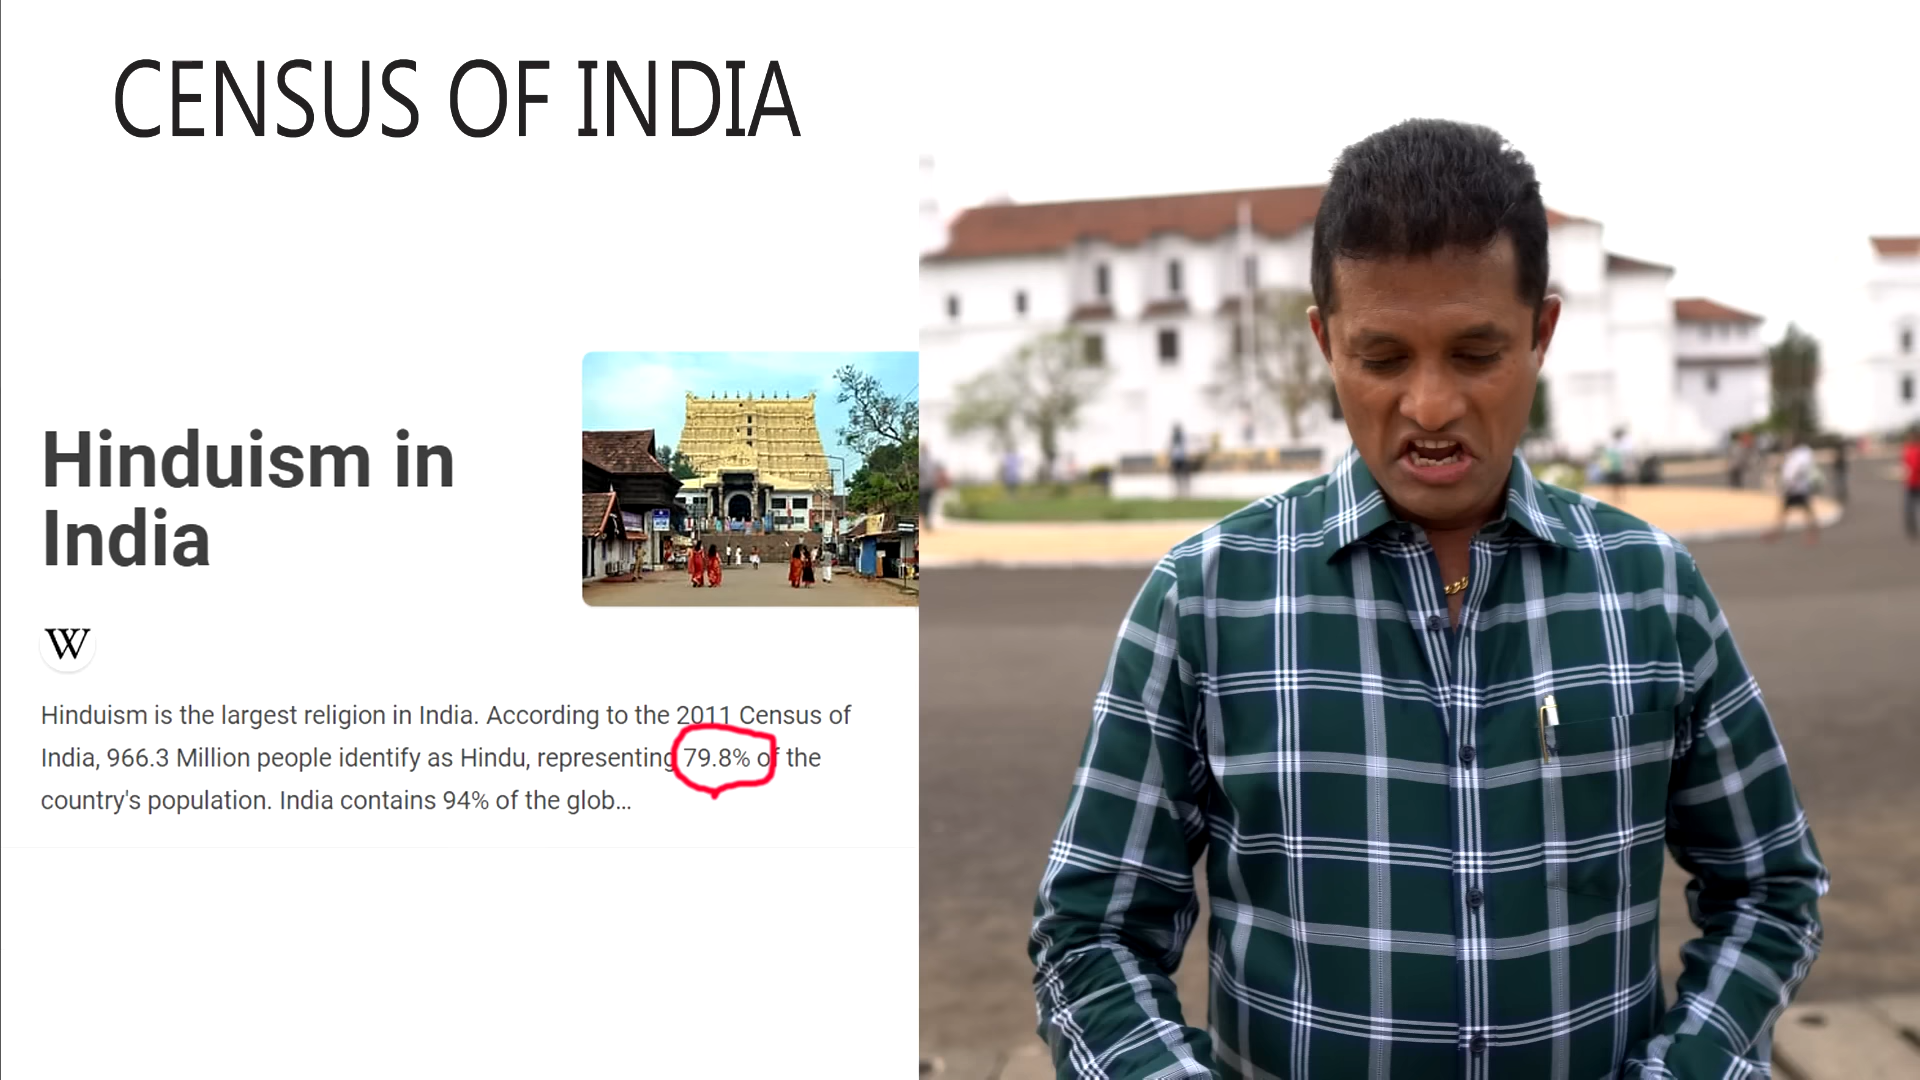 CENSUS OF INDIA
Hinduism in
India
W
Hinduism is the largest religion in India. According to the 2011 Census of
India, 966.3 Million people identify as Hindu, representing 79.8% of the
country's population. India contains 94% of the glob...